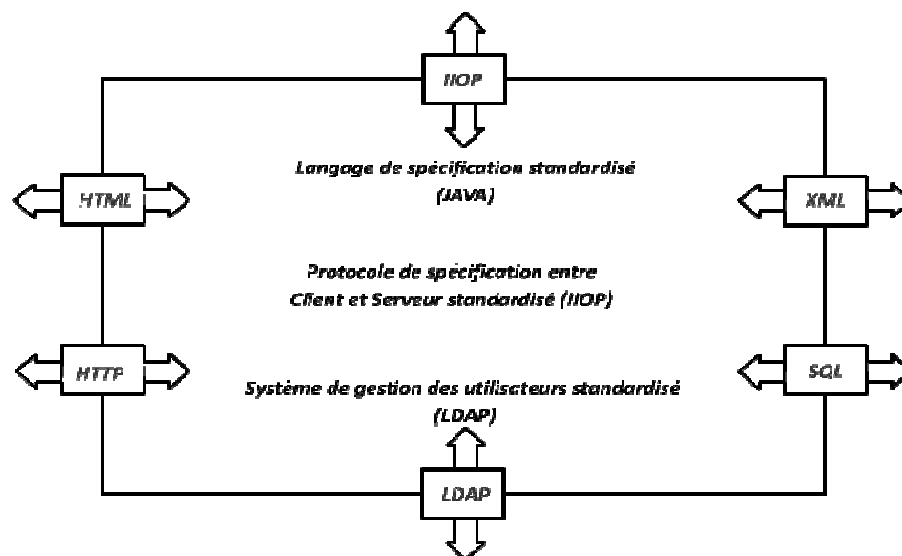 IIOP
Langage de spécification standardisé
(JAVA)
HTML
XML
Protocole de spécification entre
Client et Serveur standardisé (IIOP)
HTTP
SQL
Système de gestion des utilisateurs standardisé
(LDAP)
LDAP